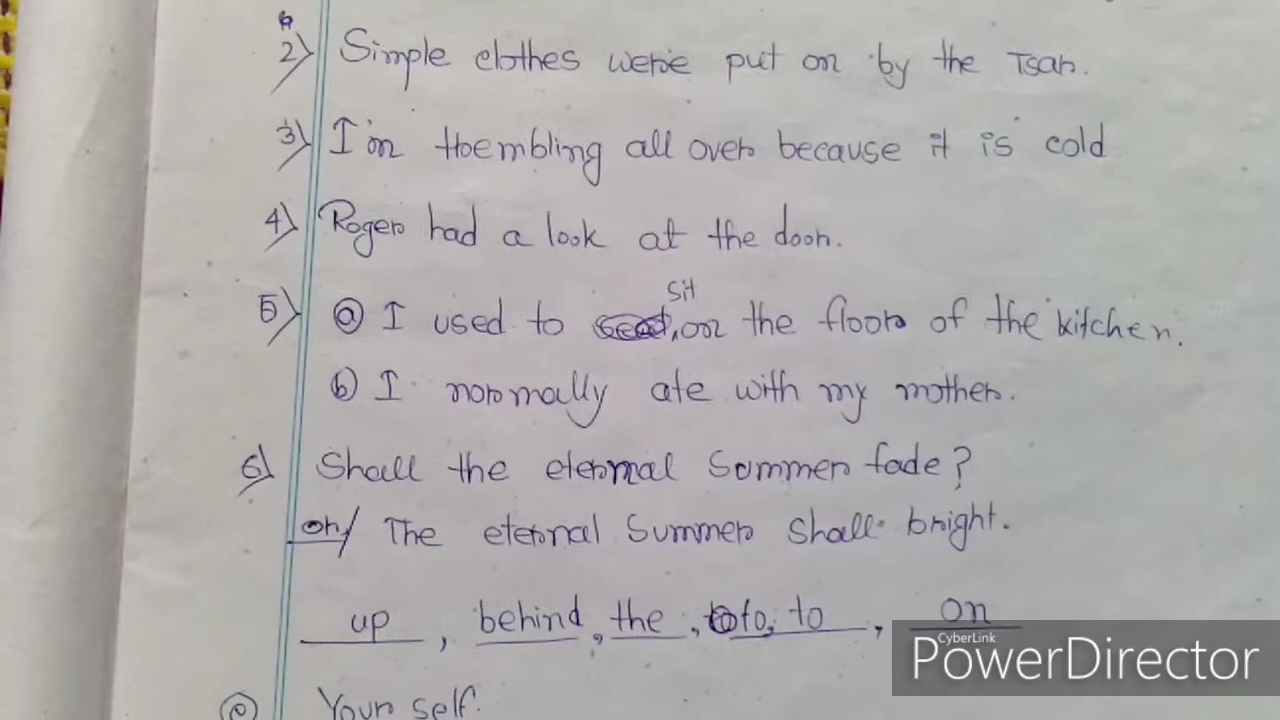 2) Simple clothes were put on by the Tsar.
3) I'm trembling all over because it is cold
4) Roger had a look at the door.
5) a I used to sit on the floor of the kitchen.
b I normally ate with my mother.
6) Shall the eternal Summer fade?
or/ The eternal Summer shall bright.
up, behind, the, to, to, on
CyberLink
PowerDirector
e Your self.